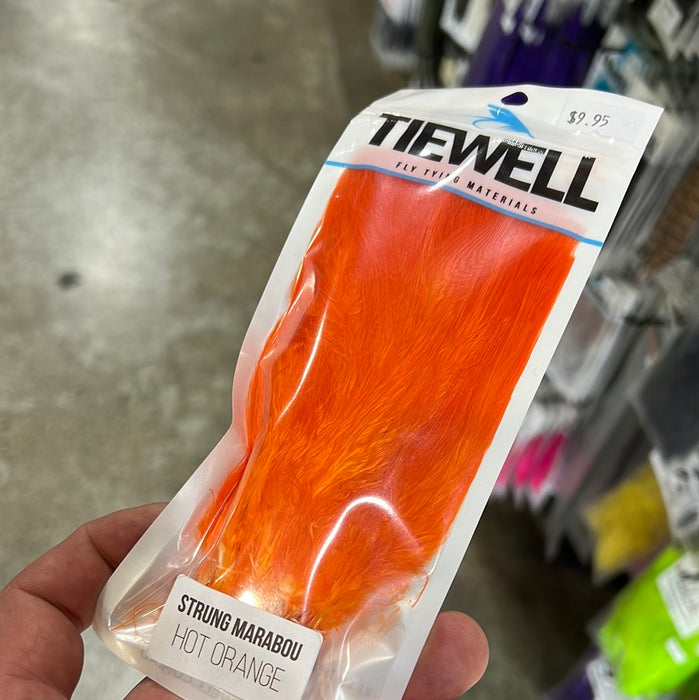 $9.95
TIEWELL
FLY TYING MATERIALS
STRUNG MARABOU
HOT ORANGE